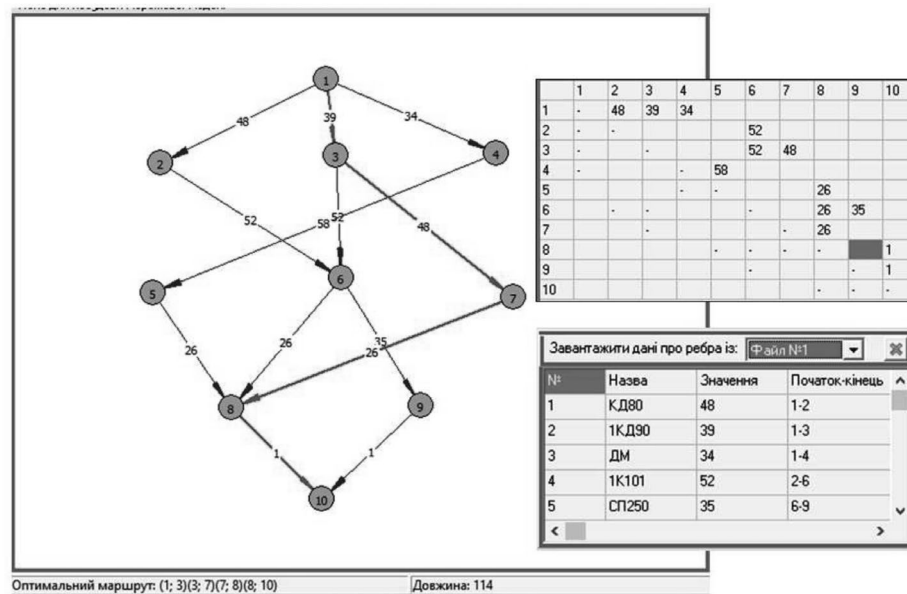 1
48
39
34
2
3
4
52
58
52
48
5
6
7
26
26
35
26
8
9
1
1
10
1 2 3 4 5 6 7 8 9 10
1 - 48 39 34
2 - - 52
3 - - 52 48
4 - - 58
5 - - 26
6 - - - 26 35
7 - - 26
8 - - - - 1
9 - - 1
10 - - -
Завантажити дані про ребра із: Файл №1
№ Назва Значення Початок-кінець
1 КД80 48 1-2
2 1КД90 39 1-3
3 ДМ 34 1-4
4 1К101 52 2-6
5 СП250 35 6-9
Оптимальний маршрут: (1; 3)(3; 7)(7; 8)(8; 10) Довжина: 114